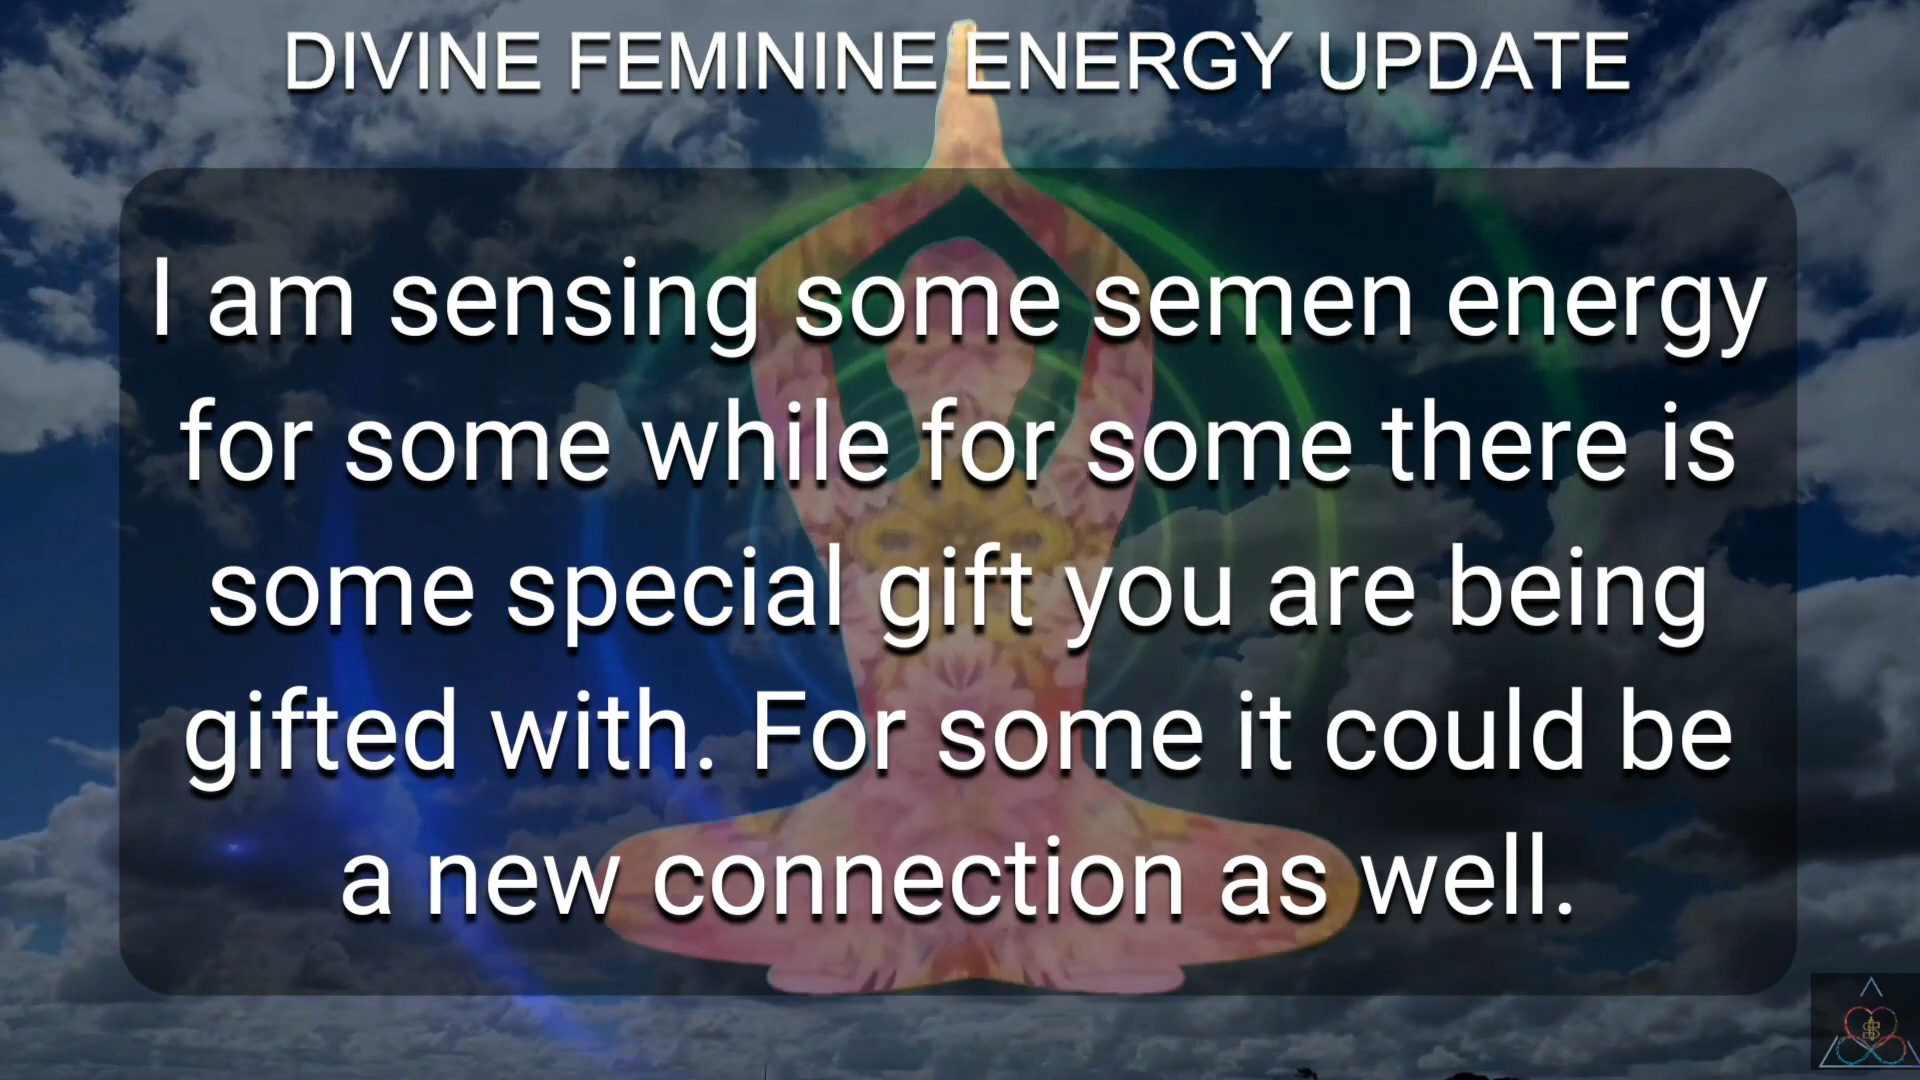 DIVINE FEMININE ENERGY UPDATE
I am sensing some semen energy
for some while for some there is
some special gift you are being
gifted with. For some it could be
a new connection as well.